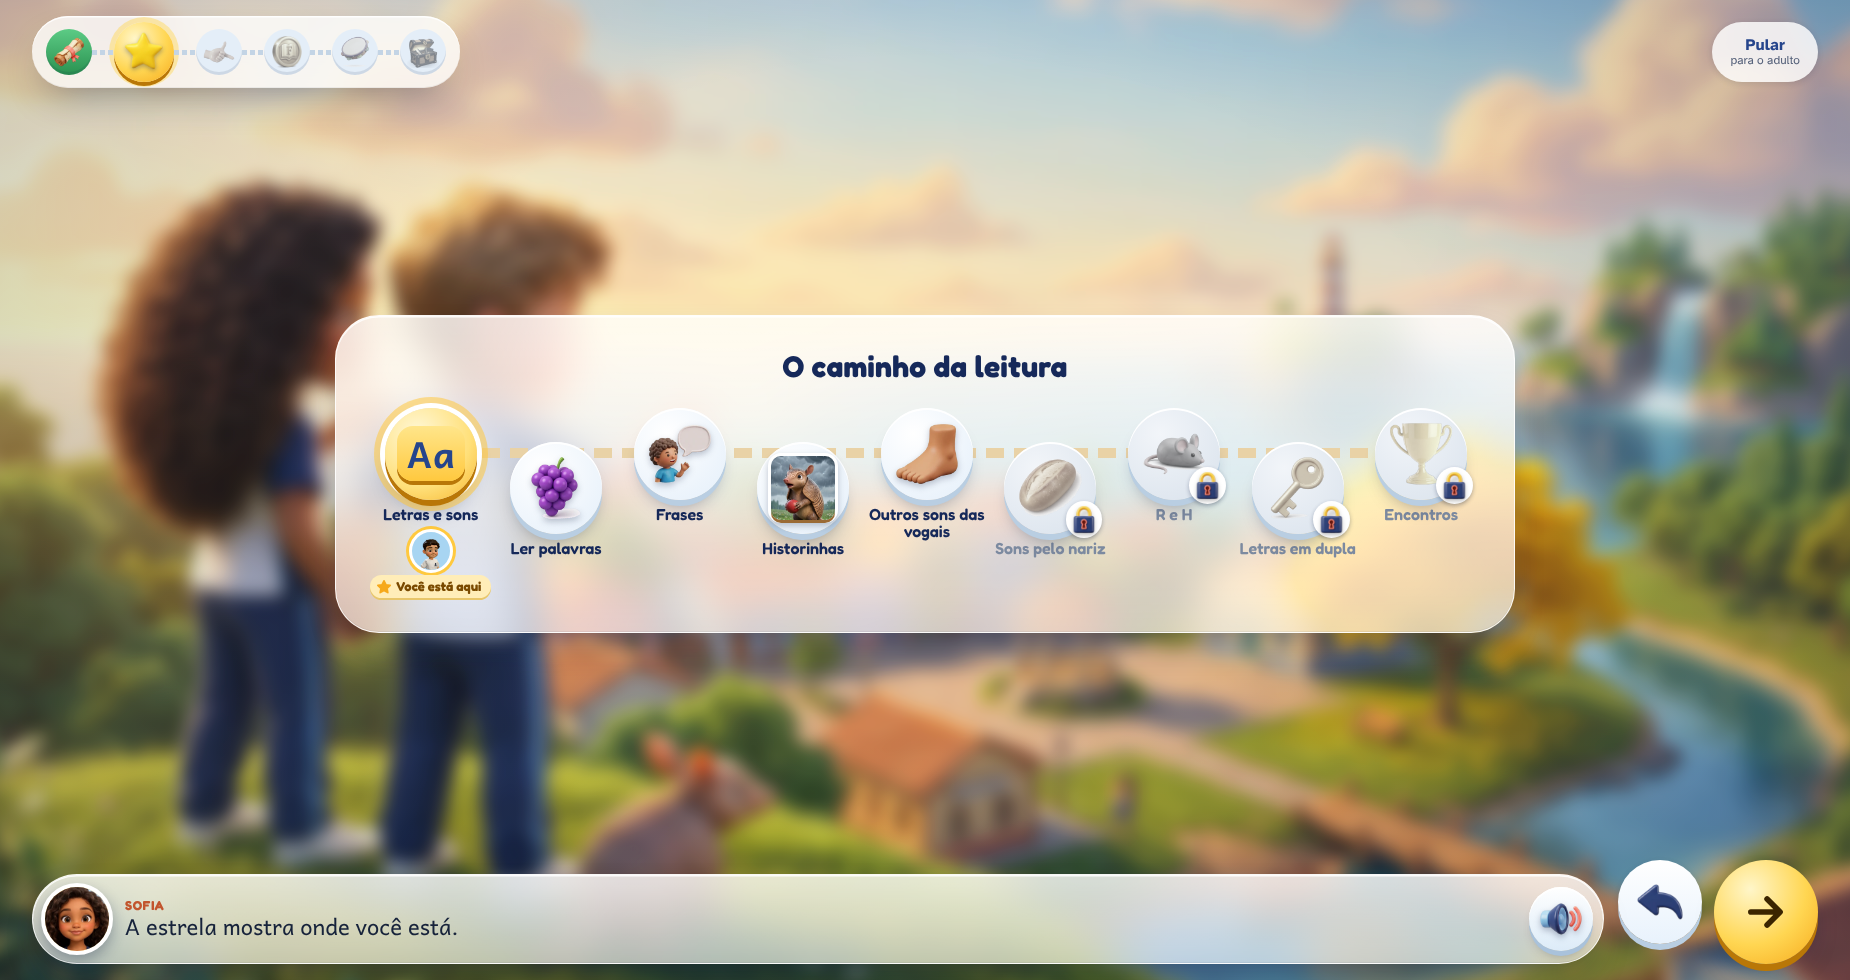 Pular
para o adulto
O caminho da leitura
Aa
Letras e sons
Você está aqui
Ler palavras
Frases
Historinhas
Outros sons das
vogais
Sons pelo nariz
R e H
Letras em dupla
Encontros
SOFIA
A estrela mostra onde você está.